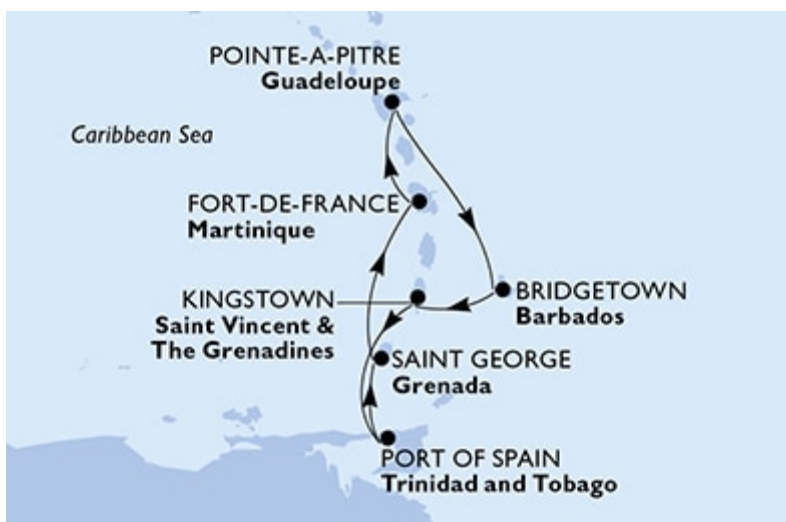 POINTE-A-PITRE
Guadeloupe
Caribbean Sea
FORT-DE-FRANCE
Martinique
BRIDGETOWN
Barbados
KINGSTOWN
Saint Vincent &
The Grenadines
SAINT GEORGE
Grenada
PORT OF SPAIN
Trinidad and Tobago